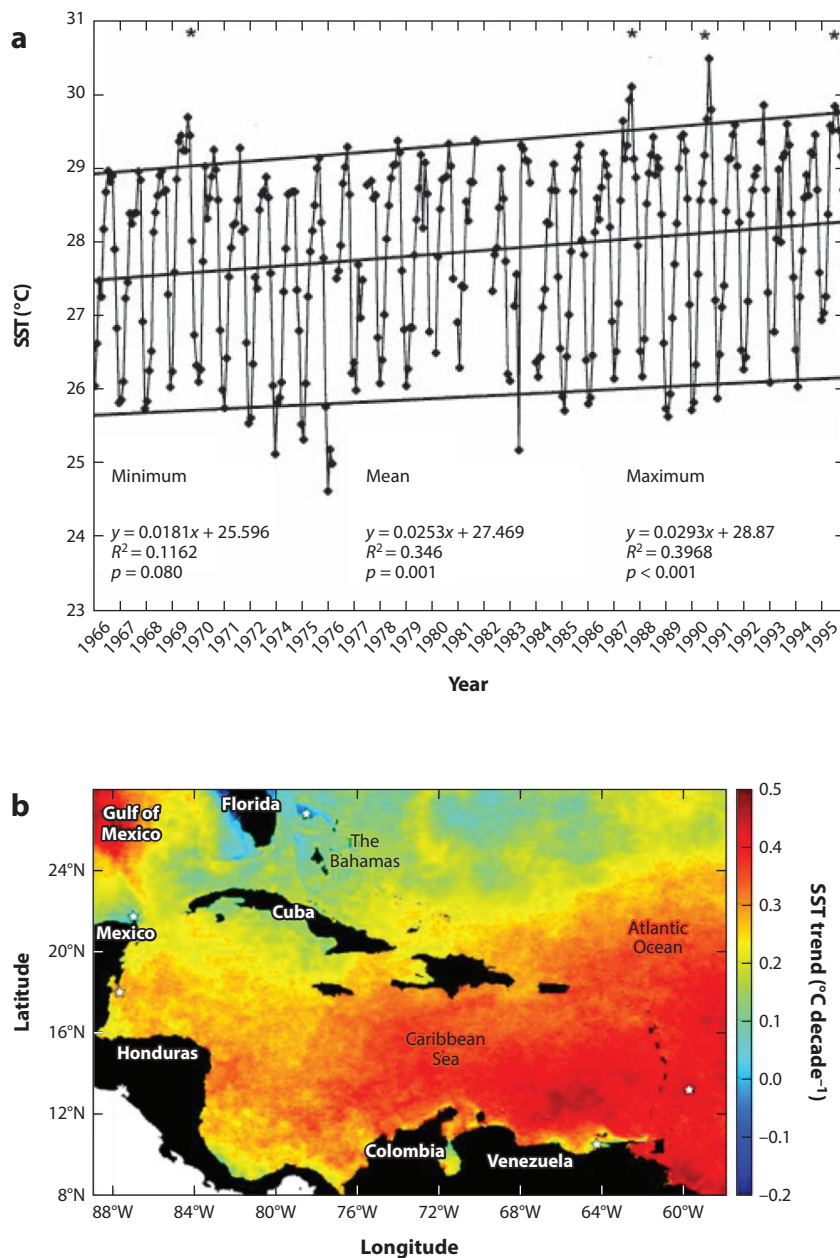 a
31
30
29
28
27
26
25
24
23
SST (°C)
* * * *
Minimum
y = 0.0181x + 25.596
R² = 0.1162
p = 0.080
Mean
y = 0.0253x + 27.469
R² = 0.346
p = 0.001
Maximum
y = 0.0293x + 28.87
R² = 0.3968
p < 0.001
1966 1967 1968 1969 1970 1971 1972 1974 1975 1976 1977 1978 1979 1980 1981 1982 1983 1984 1985 1986 1987 1988 1989 1990 1991 1992 1993 1994 1995
Year
b
Gulf of
Mexico
Florida
The
Bahamas
Cuba
Mexico
Atlantic
Ocean
Caribbean
Sea
Honduras
Colombia
Venezuela
24°N
20°N
16°N
12°N
8°N
Latitude
88°W 84°W 80°W 76°W 72°W 68°W 64°W 60°W
Longitude
0.5
0.4
0.3
0.2
0.1
0.0
−0.1
−0.2
SST trend (°C decade⁻¹)